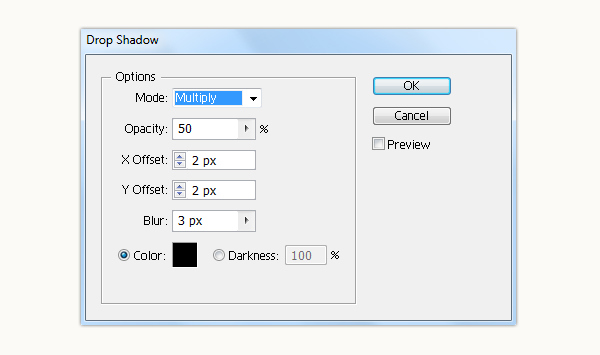 Drop Shadow
Options
Mode: Multiply
Opacity: 50 %
X Offset: 2 px
Y Offset: 2 px
Blur: 3 px
Color: Darkness: 100 %
OK
Cancel
Preview